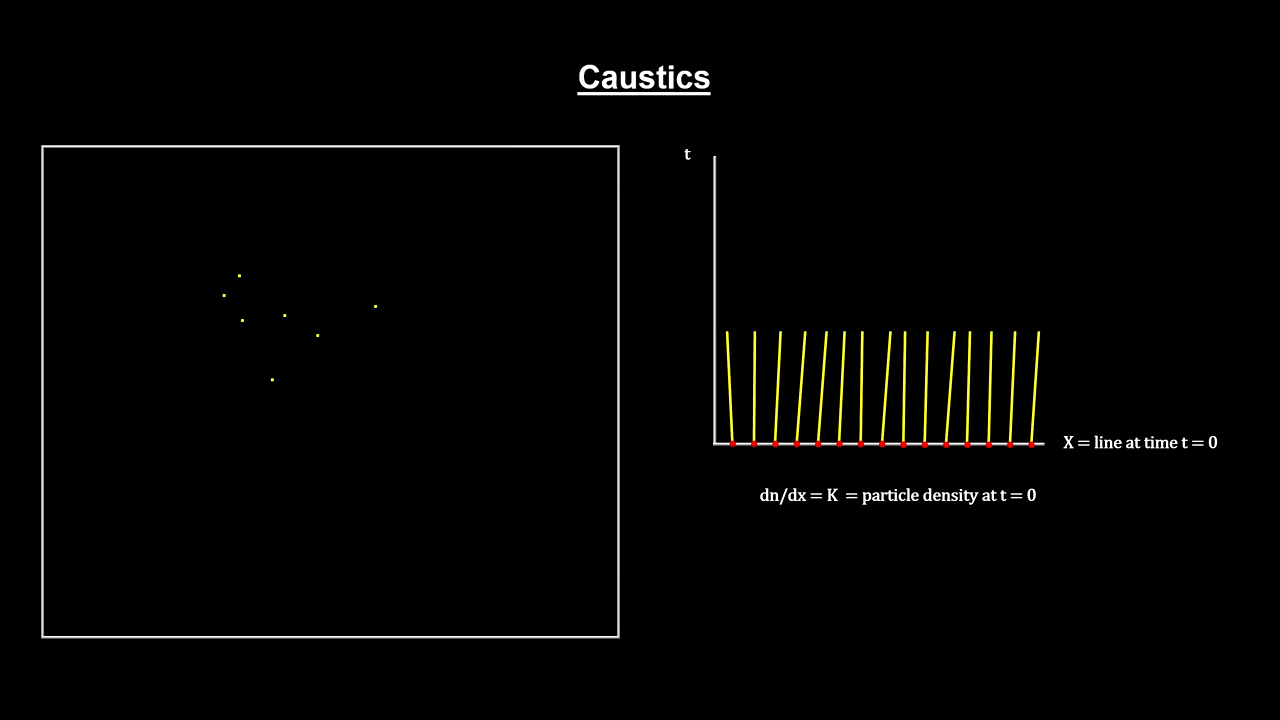 Caustics
t
X = line at time t = 0
dn/dx = K = particle density at t = 0